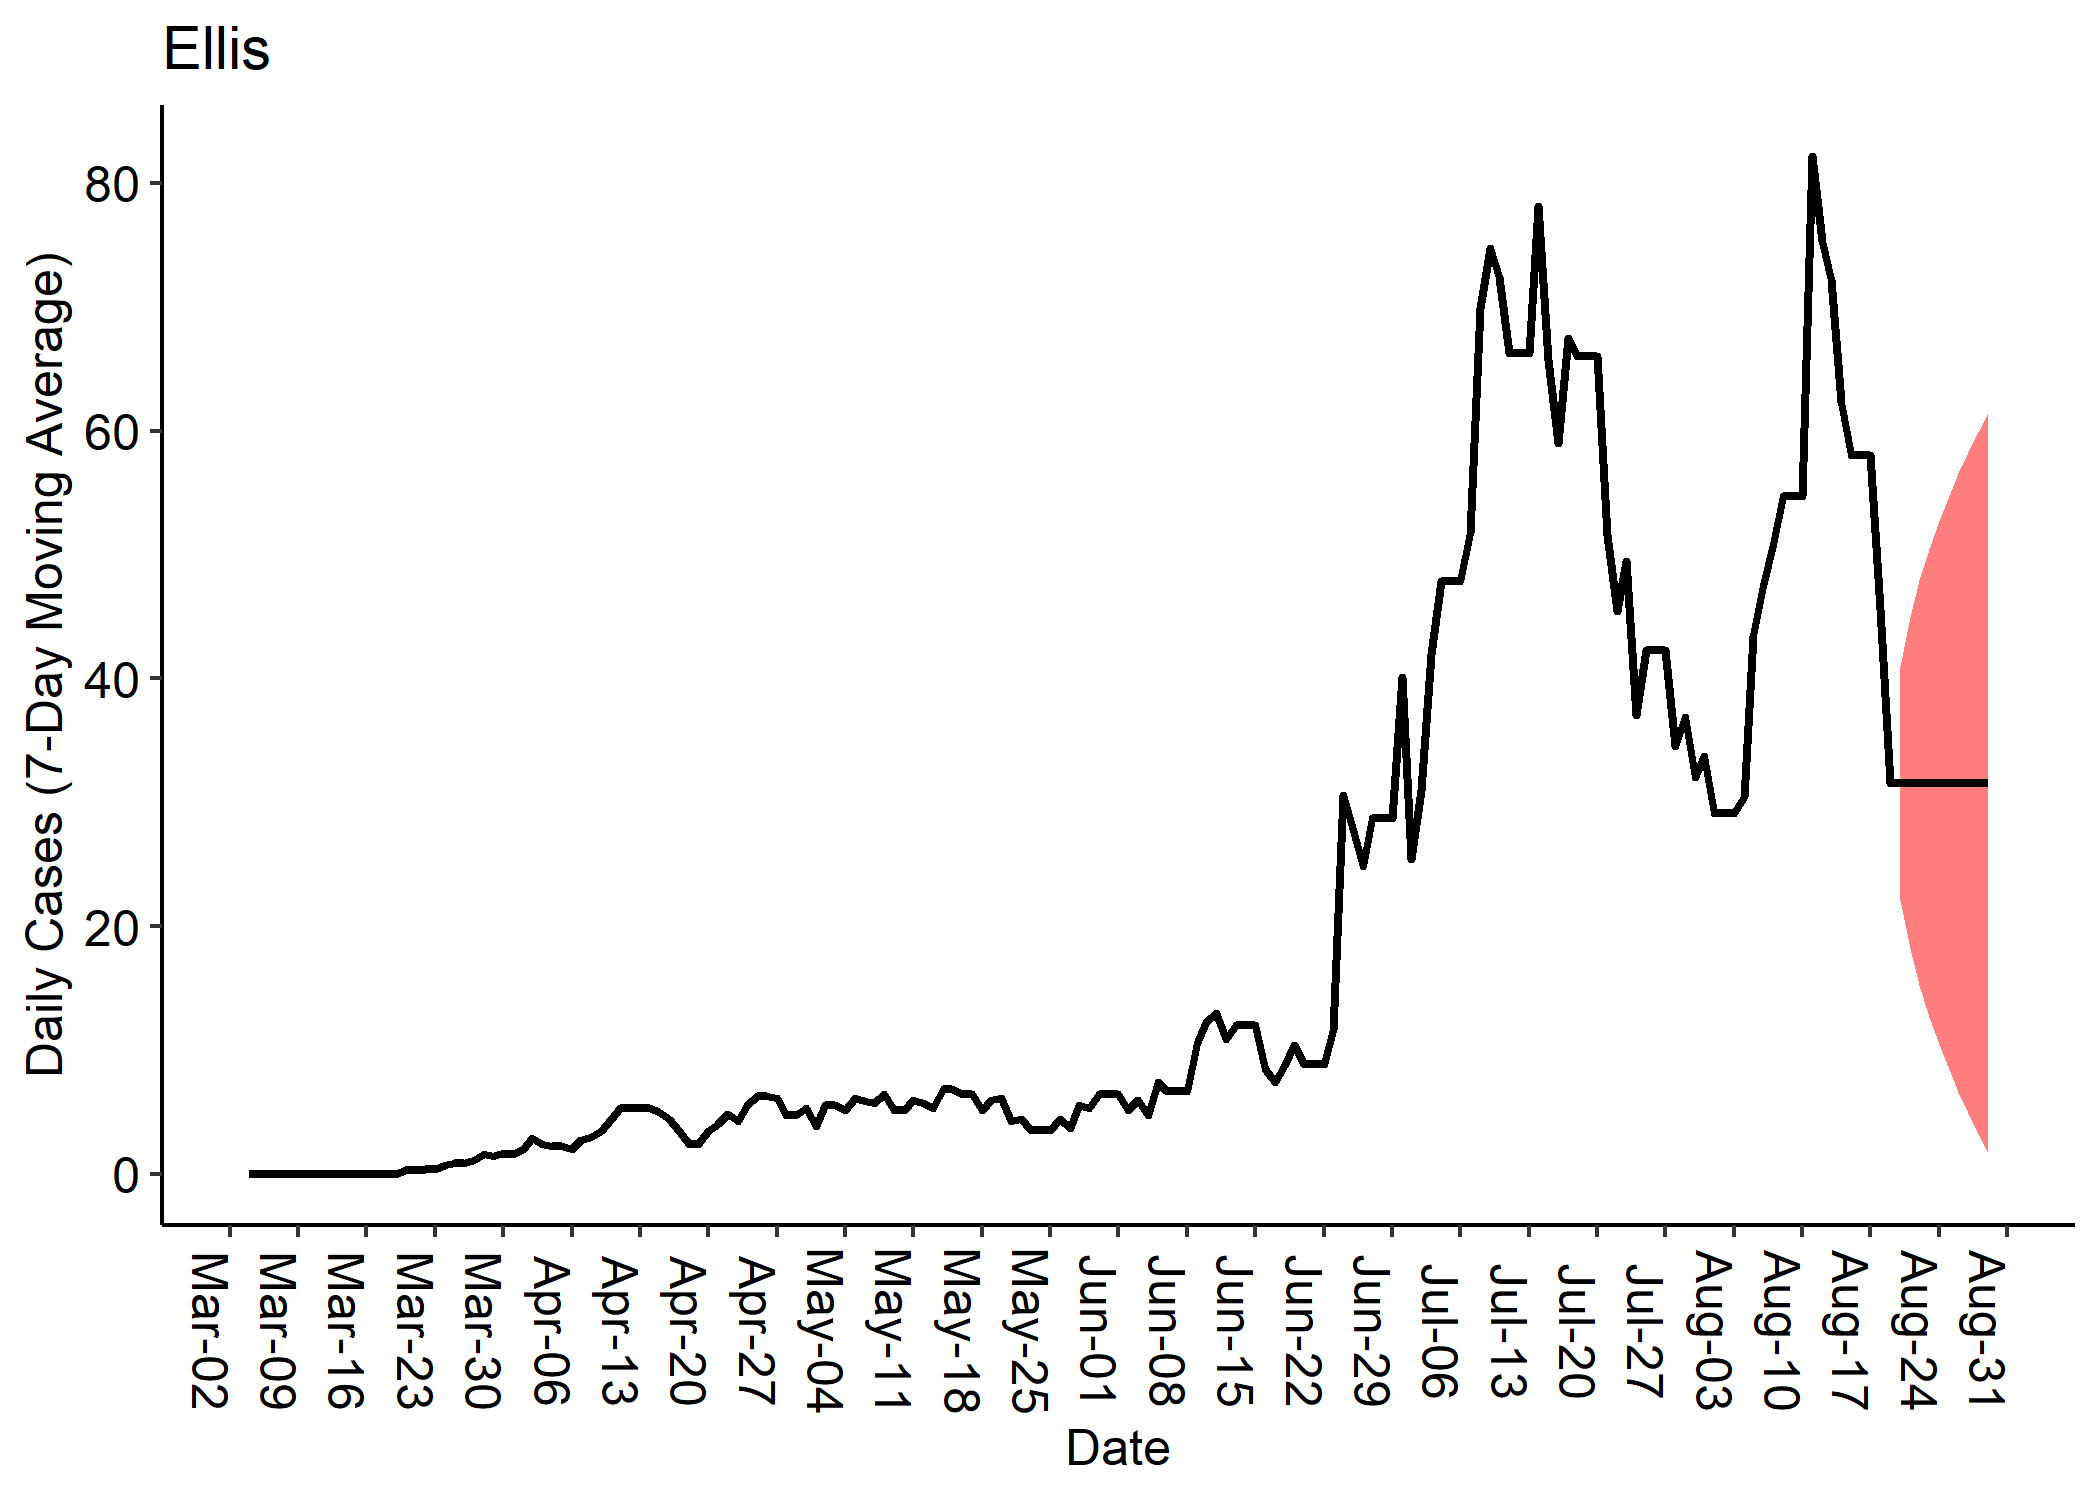 Ellis
Daily Cases (7-Day Moving Average)
80
60
40
20
0
Mar-02
Mar-09
Mar-16
Mar-23
Mar-30
Apr-06
Apr-13
Apr-20
Apr-27
May-04
May-11
May-18
May-25
Jun-01
Jun-08
Jun-15
Jun-22
Jun-29
Jul-06
Jul-13
Jul-20
Jul-27
Aug-03
Aug-10
Aug-17
Aug-24
Aug-31
Date